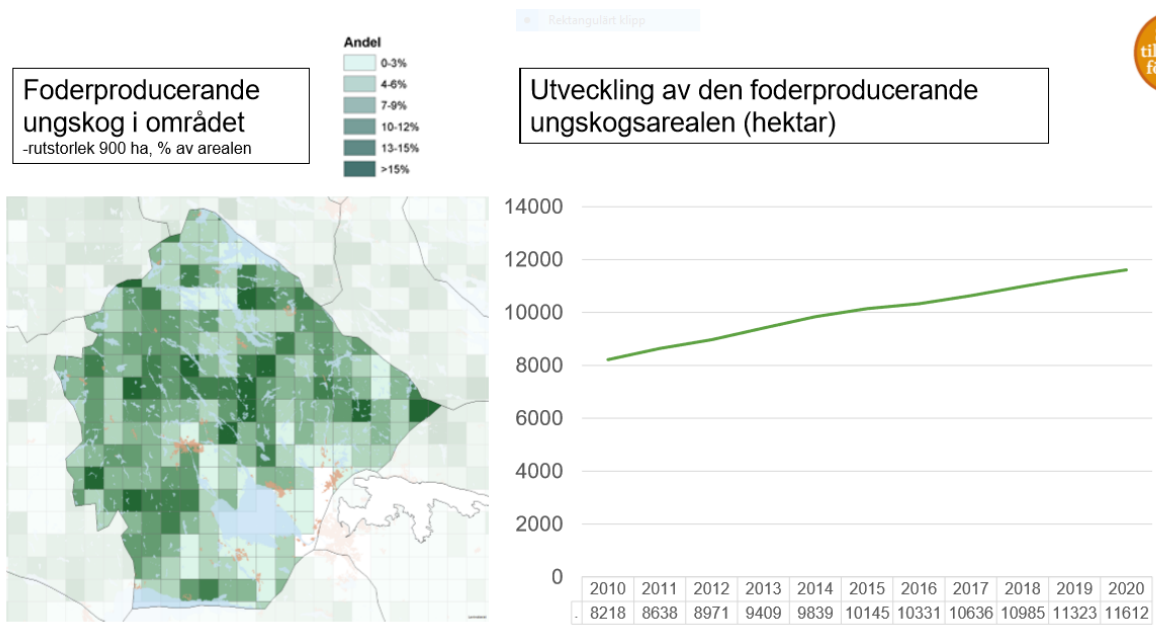 Rektangulärt klipp
Andel
0-3%
4-6%
7-9%
10-12%
13-15%
>15%
Foderproducerande
ungskog i området
-rutstorlek 900 ha, % av arealen
Utveckling av den foderproducerande
ungskogsarealen (hektar)
14000
12000
10000
8000
6000
4000
2000
0
2010 2011 2012 2013 2014 2015 2016 2017 2018 2019 2020
. 8218 8638 8971 9409 9839 10145 10331 10636 10985 11323 11612